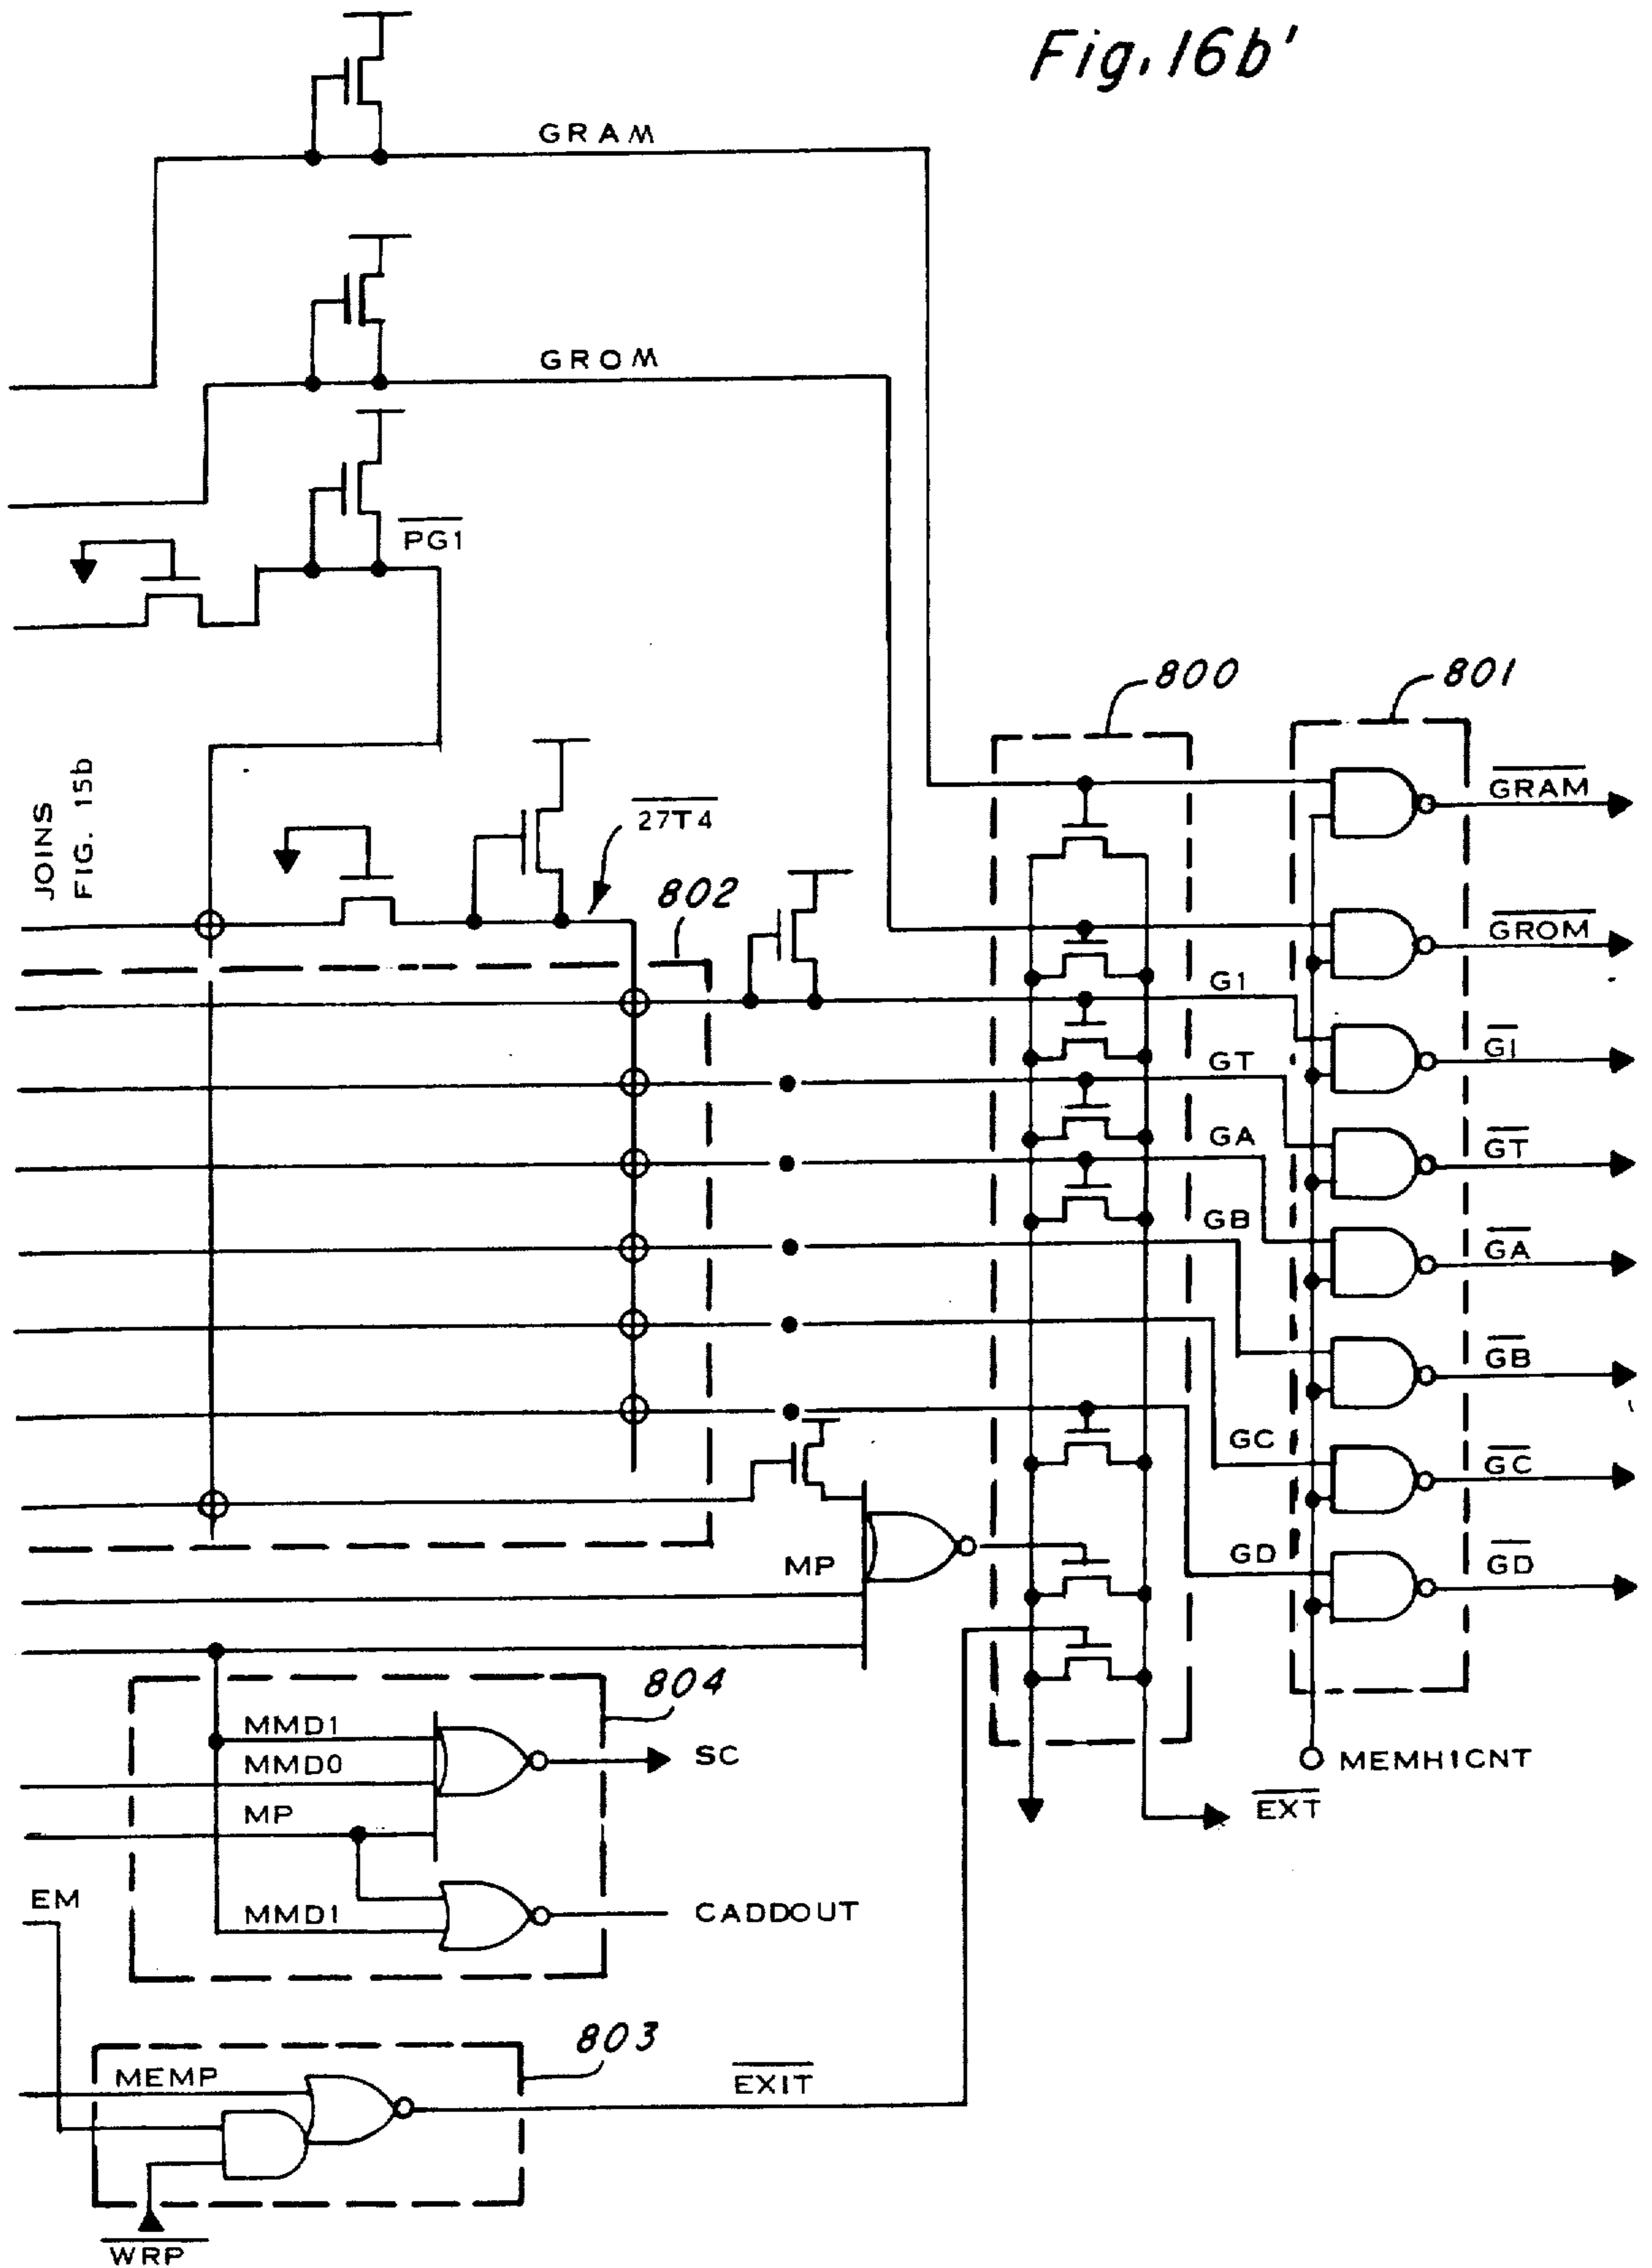 Fig. 16b'
GRAM
GROM
PG1
800
801
JOINS
FIG. 15b
27T4
802
GRAM
GROM
G1
G1
GT
GT
GA
GA
GB
GB
GC
GC
MP
GD
GD
804
MMD1
MMD0
SC
MP
MEMH1CNT
EXT
EM
MMD1
CADDOUT
803
MEMP
EXIT
WRP